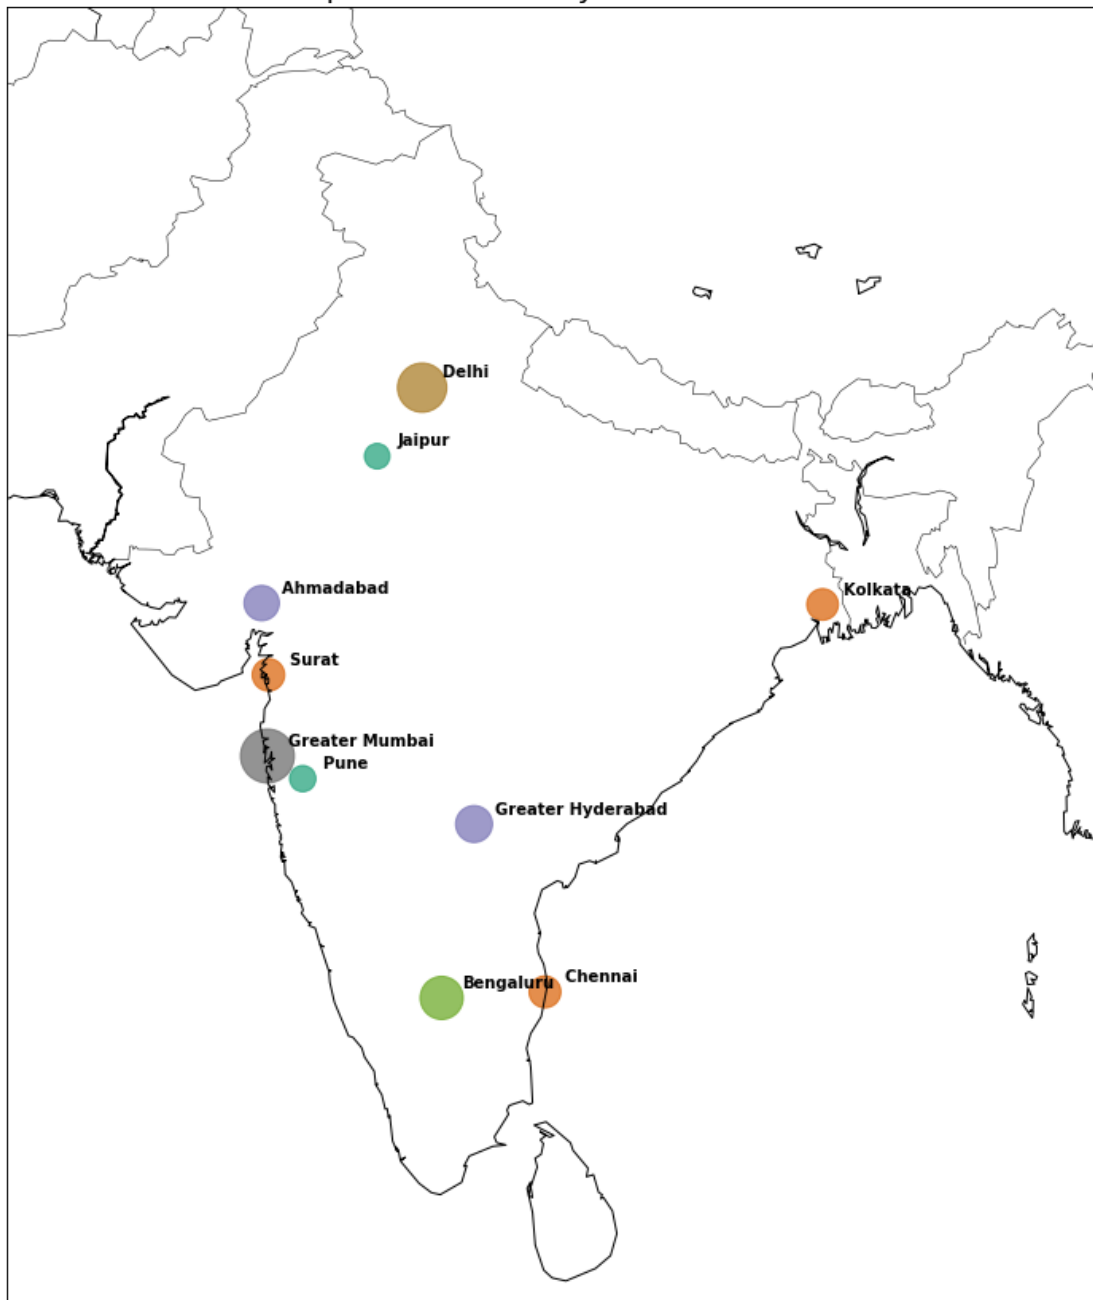 Delhi
Jaipur
Ahmadabad
Kolkata
Surat
Greater Mumbai
Pune
Greater Hyderabad
Chennai
Bengaluru